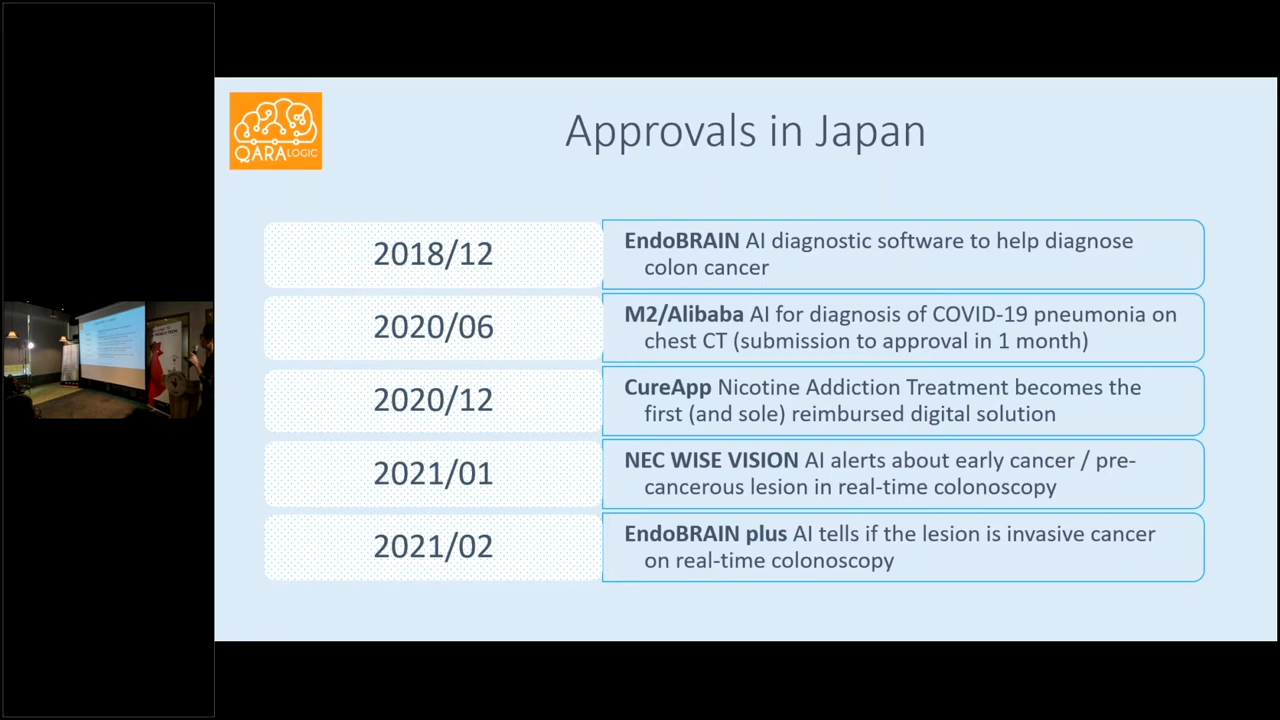 QARA LOGIC
Approvals in Japan
2018/12
EndoBRAIN AI diagnostic software to help diagnose
colon cancer
2020/06
M2/Alibaba AI for diagnosis of COVID-19 pneumonia on
chest CT (submission to approval in 1 month)
2020/12
CureApp Nicotine Addiction Treatment becomes the
first (and sole) reimbursed digital solution
2021/01
NEC WISE VISION AI alerts about early cancer / pre-
cancerous lesion in real-time colonoscopy
2021/02
EndoBRAIN plus AI tells if the lesion is invasive cancer
on real-time colonoscopy